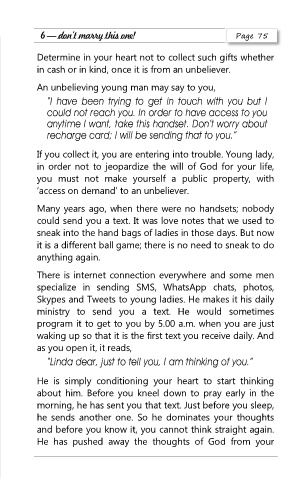 6 — don't marry this one!
Page 75
Determine in your heart not to collect such gifts whether
in cash or in kind, once it is from an unbeliever.
An unbelieving young man may say to you,
"I have been trying to get in touch with you but I
could not reach you. In order to have access to you
anytime I want, take this handset. Don't worry about
recharge card; I will be sending that to you."
If you collect it, you are entering into trouble. Young lady,
in order not to jeopardize the will of God for your life,
you must not make yourself a public property, with
'access on demand' to an unbeliever.
Many years ago, when there were no handsets; nobody
could send you a text. It was love notes that we used to
sneak into the hand bags of ladies in those days. But now
it is a different ball game; there is no need to sneak to do
anything again.
There is internet connection everywhere and some men
specialize in sending SMS, WhatsApp chats, photos,
Skypes and Tweets to young ladies. He makes it his daily
ministry to send you a text. He would sometimes
program it to get to you by 5.00 a.m. when you are just
waking up so that it is the first text you receive daily. And
as you open it, it reads,
"Linda dear, just to tell you, I am thinking of you."
He is simply conditioning your heart to start thinking
about him. Before you kneel down to pray early in the
morning, he has sent you that text. Just before you sleep,
he sends another one. So he dominates your thoughts
and before you know it, you cannot think straight again.
He has pushed away the thoughts of God from your